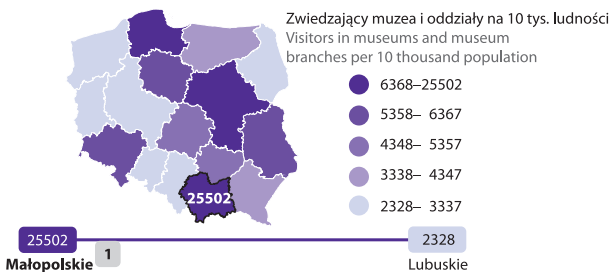 Zwiedzający muzea i oddziały na 10 tys. ludności
Visitors in museums and museum
branches per 10 thousand population
6368–25502
5358– 6367
4348– 5357
3338– 4347
2328– 3337
25502
25502
2328
Małopolskie
1
Lubuskie